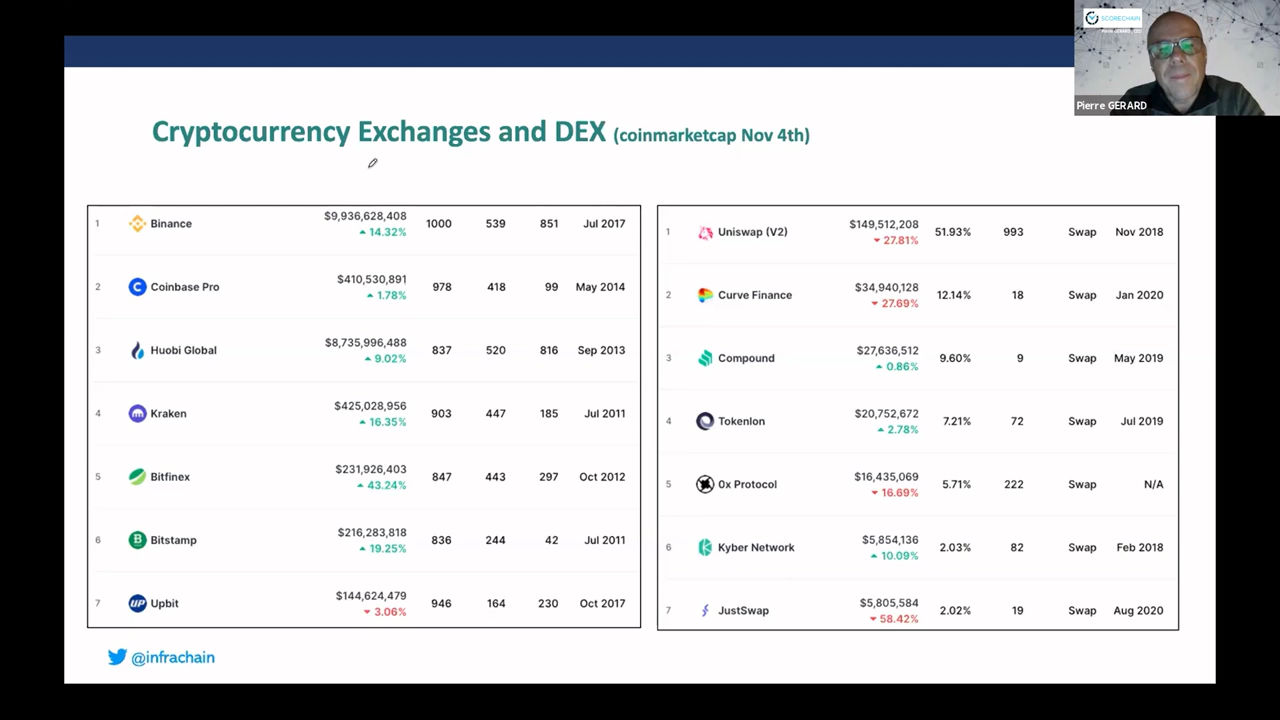 SCORECHAIN
Pierre GERARD
Cryptocurrency Exchanges and DEX (coinmarketcap Nov 4th)
1 Binance $9,936,628,408 1000 539 851 Jul 2017
14.32%
2 Coinbase Pro $410,530,891 978 418 99 May 2014
1.78%
3 Huobi Global $8,735,996,488 837 520 816 Sep 2013
9.02%
4 Kraken $425,028,956 903 447 185 Jul 2011
16.35%
5 Bitfinex $231,926,403 847 443 297 Oct 2012
43.24%
6 Bitstamp $216,283,818 836 244 42 Jul 2011
19.25%
7 Upbit $144,624,479 946 164 230 Oct 2017
3.06%
1 Uniswap (V2) $149,512,208 51.93% 993 Swap Nov 2018
27.81%
2 Curve Finance $34,940,128 12.14% 18 Swap Jan 2020
27.69%
3 Compound $27,636,512 9.60% 9 Swap May 2019
0.86%
4 Tokenlon $20,752,672 7.21% 72 Swap Jul 2019
2.78%
5 0x Protocol $16,435,069 5.71% 222 Swap N/A
16.69%
6 Kyber Network $5,854,136 2.03% 82 Swap Feb 2018
10.09%
7 JustSwap $5,805,584 2.02% 19 Swap Aug 2020
58.42%
@infrachain